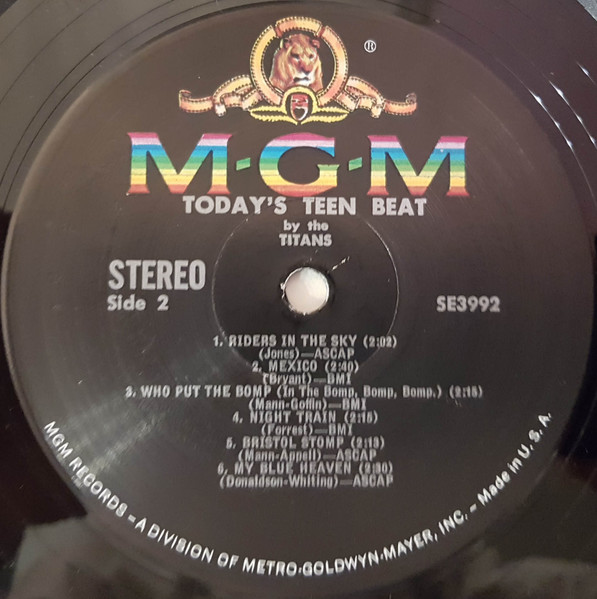 ®
M·G·M
TODAY'S TEEN BEAT
by the
TITANS
STEREO
Side 2
SE3992
1. RIDERS IN THE SKY (2:02)
(Jones)—ASCAP
2. MEXICO (2:40)
(Bryant)—BMI
3. WHO PUT THE BOMP (In The Bomp, Bomp, Bomp,) (2:15)
(Mann-Goffin)—BMI
4. NIGHT TRAIN (2:15)
(Forrest)—BMI
5. BRISTOL STOMP (2:13)
(Mann-Appell)—ASCAP
6. MY BLUE HEAVEN (2:30)
(Donaldson-Whiting)—ASCAP
MGM RECORDS – A DIVISION OF METRO-GOLDWYN-MAYER, INC. – Made in U. S. A.